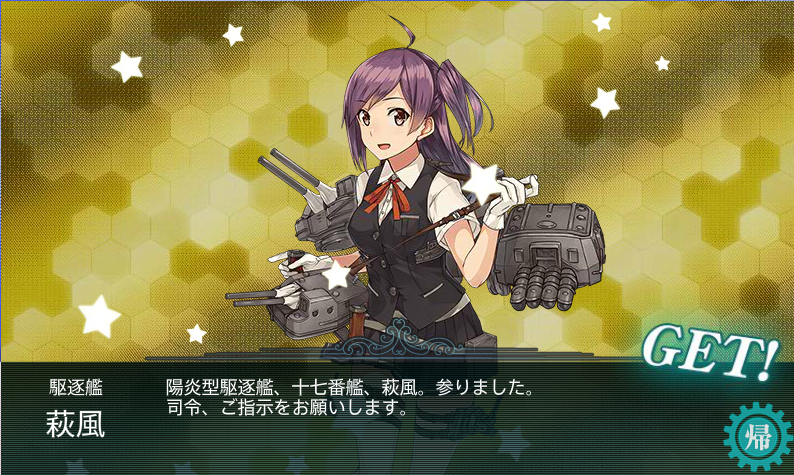 GET!
駆逐艦
萩風
陽炎型駆逐艦、十七番艦、萩風。参りました。
司令、ご指示をお願いします。
帰